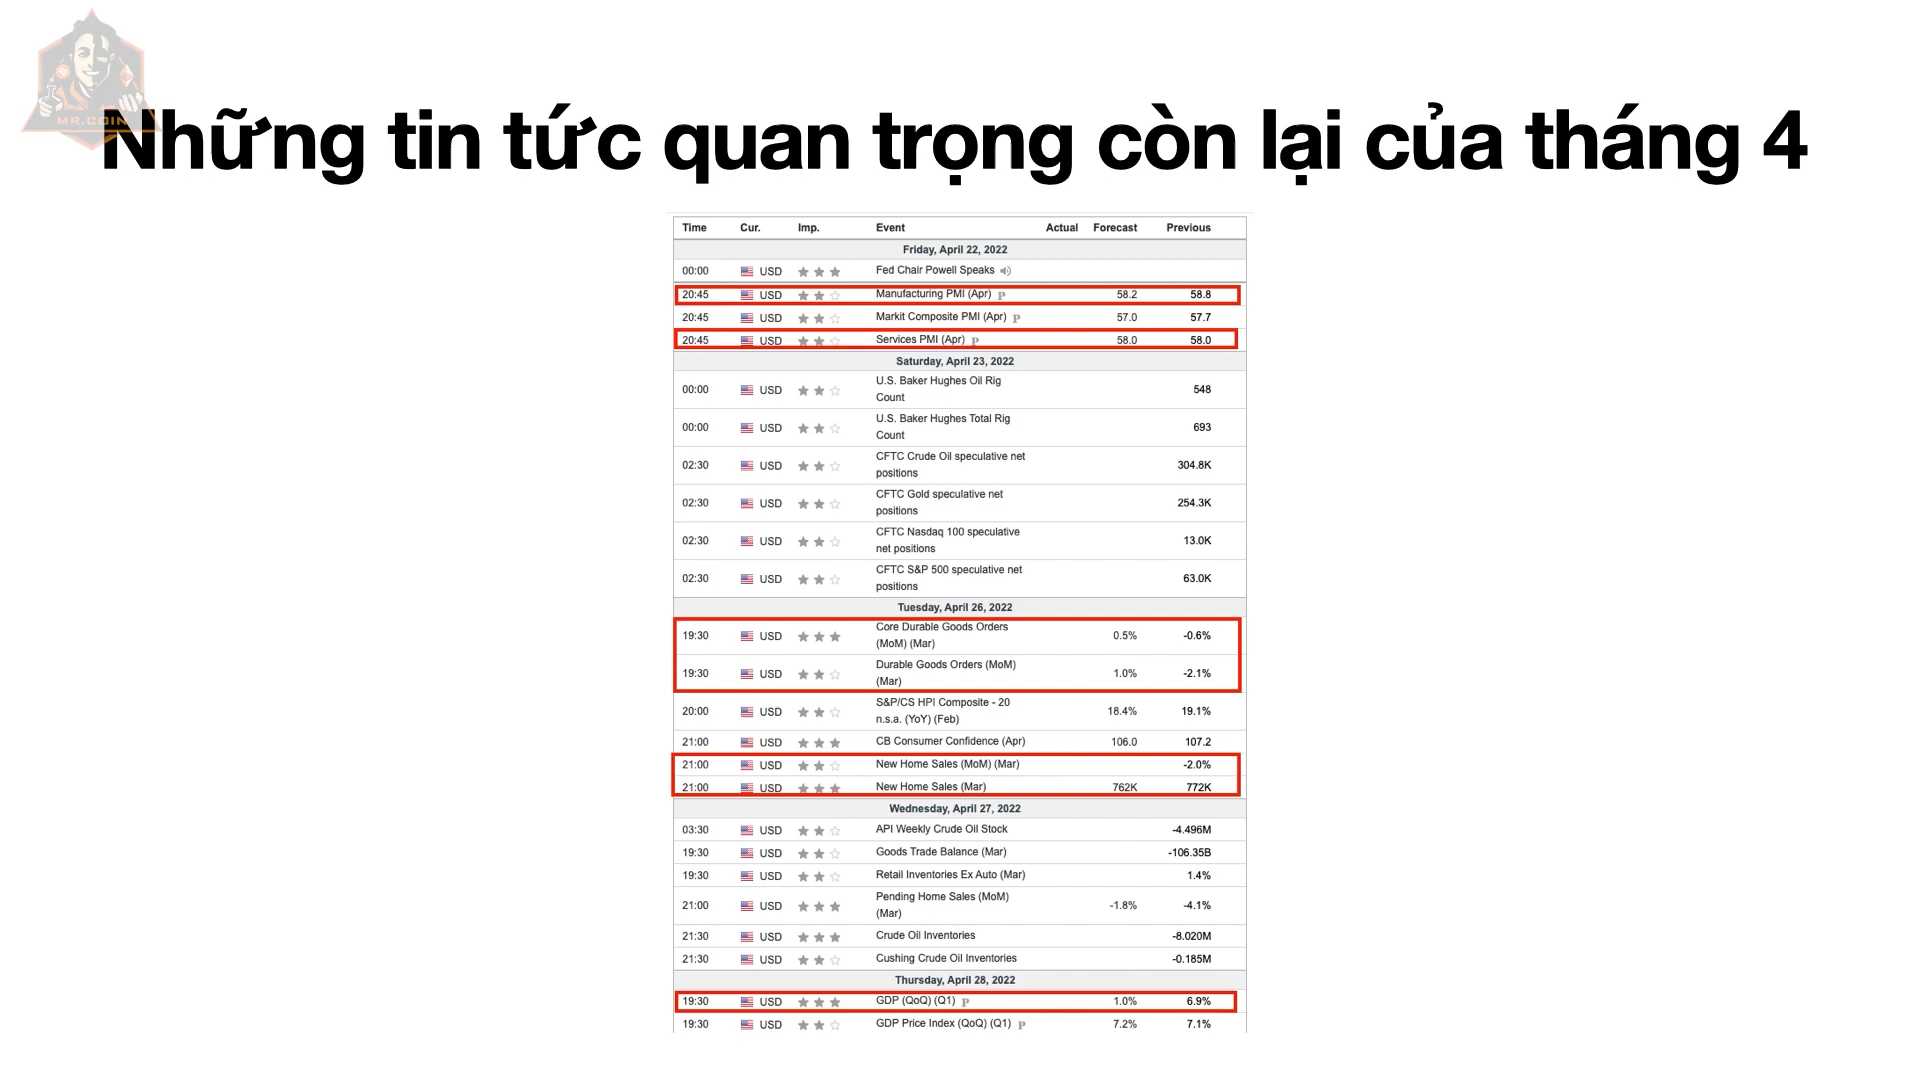 MR.COIN
Những tin tức quan trọng còn lại của tháng 4
Time Cur. Imp. Event Actual Forecast Previous
Friday, April 22, 2022
00:00 USD Fed Chair Powell Speaks
20:45 USD Manufacturing PMI (Apr) P 58.2 58.8
20:45 USD Markit Composite PMI (Apr) P 57.0 57.7
20:45 USD Services PMI (Apr) P 58.0 58.0
Saturday, April 23, 2022
00:00 USD U.S. Baker Hughes Oil Rig 548
Count
00:00 USD U.S. Baker Hughes Total Rig 693
Count
02:30 USD CFTC Crude Oil speculative net 304.8K
positions
02:30 USD CFTC Gold speculative net 254.3K
positions
02:30 USD CFTC Nasdaq 100 speculative 13.0K
net positions
02:30 USD CFTC S&P 500 speculative net 63.0K
positions
Tuesday, April 26, 2022
19:30 USD Core Durable Goods Orders 0.5% -0.6%
(MoM) (Mar)
19:30 USD Durable Goods Orders (MoM) 1.0% -2.1%
(Mar)
20:00 USD S&P/CS HPI Composite - 20 18.4% 19.1%
n.s.a. (YoY) (Feb)
21:00 USD CB Consumer Confidence (Apr) 106.0 107.2
21:00 USD New Home Sales (MoM) (Mar) -2.0%
21:00 USD New Home Sales (Mar) 762K 772K
Wednesday, April 27, 2022
03:30 USD API Weekly Crude Oil Stock -4.496M
19:30 USD Goods Trade Balance (Mar) -106.35B
19:30 USD Retail Inventories Ex Auto (Mar) 1.4%
21:00 USD Pending Home Sales (MoM) -1.8% -4.1%
(Mar)
21:30 USD Crude Oil Inventories -8.020M
21:30 USD Cushing Crude Oil Inventories -0.185M
Thursday, April 28, 2022
19:30 USD GDP (QoQ) (Q1) P 1.0% 6.9%
19:30 USD GDP Price Index (QoQ) (Q1) P 7.2% 7.1%